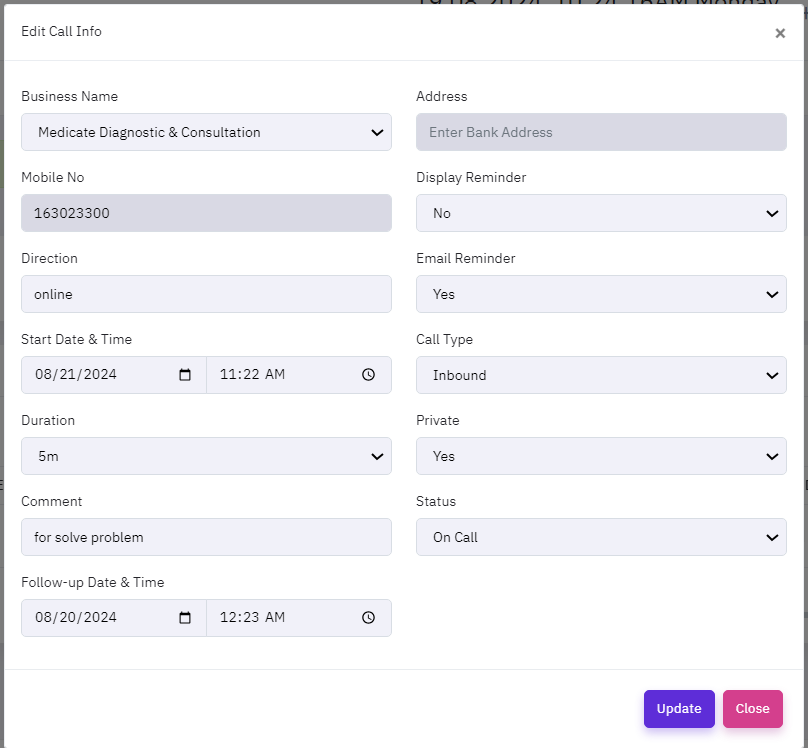 Edit Call Info ×
Business Name
Medicate Diagnostic & Consultation
Address
Enter Bank Address
Mobile No
163023300
Display Reminder
No
Direction
online
Email Reminder
Yes
Start Date & Time
08/21/2024 11:22 AM
Call Type
Inbound
Duration
5m
Private
Yes
Comment
for solve problem
Status
On Call
Follow-up Date & Time
08/20/2024 12:23 AM
Update Close